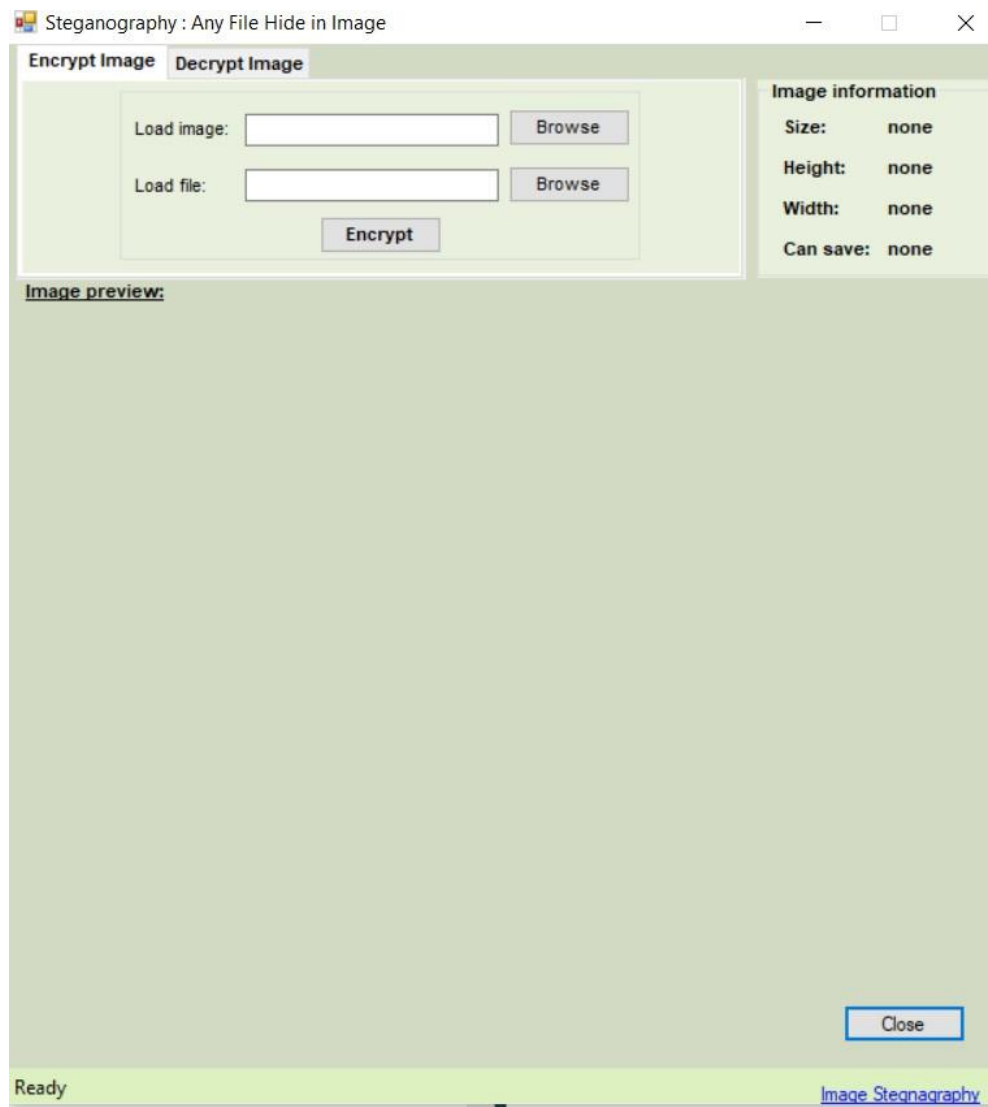 Steganography : Any File Hide in Image
Encrypt Image Decrypt Image
Load image: Browse
Load file: Browse
Encrypt
Image information
Size: none
Height: none
Width: none
Can save: none
Image preview:
Close
Ready
Image Stegnagraphy